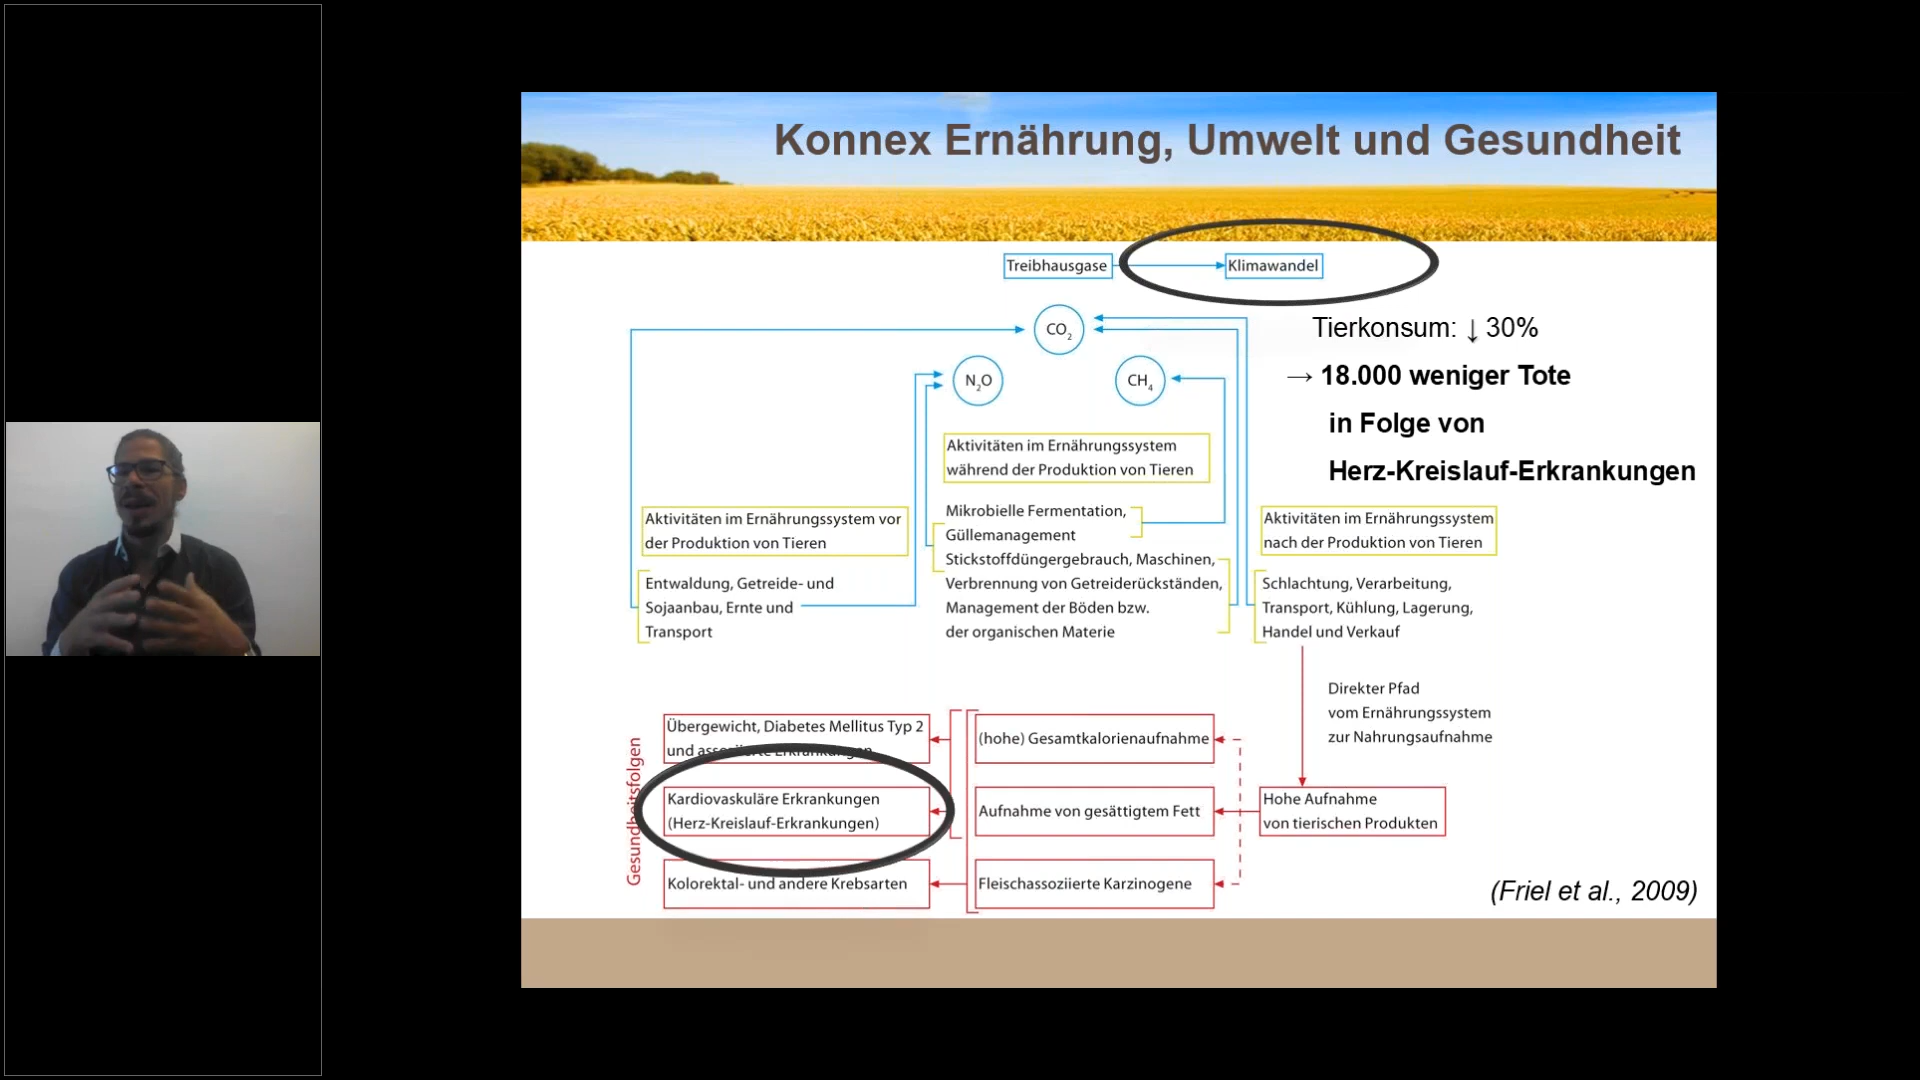 Konnex Ernährung, Umwelt und Gesundheit
Treibhausgase
Klimawandel
CO2
N2O
CH4
Tierkonsum: ↓ 30%
→ 18.000 weniger Tote
in Folge von
Herz-Kreislauf-Erkrankungen
Aktivitäten im Ernährungssystem
während der Produktion von Tieren
Mikrobielle Fermentation,
Güllemanagement
Stickstoffdüngergebrauch, Maschinen,
Verbrennung von Getreiderückständen,
Management der Böden bzw.
der organischen Materie
Aktivitäten im Ernährungssystem vor
der Produktion von Tieren
Entwaldung, Getreide- und
Sojaanbau, Ernte und
Transport
Aktivitäten im Ernährungssystem
nach der Produktion von Tieren
Schlachtung, Verarbeitung,
Transport, Kühlung, Lagerung,
Handel und Verkauf
Direkter Pfad
vom Ernährungssystem
zur Nahrungsaufnahme
Gesundheitsfolgen
Übergewicht, Diabetes Mellitus Typ 2
und assoziierte Erkrankungen
(hohe) Gesamtkalorienaufnahme
Kardiovaskuläre Erkrankungen
(Herz-Kreislauf-Erkrankungen)
Aufnahme von gesättigtem Fett
Hohe Aufnahme
von tierischen Produkten
Kolorektal- und andere Krebsarten
Fleischassoziierte Karzinogene
(Friel et al., 2009)